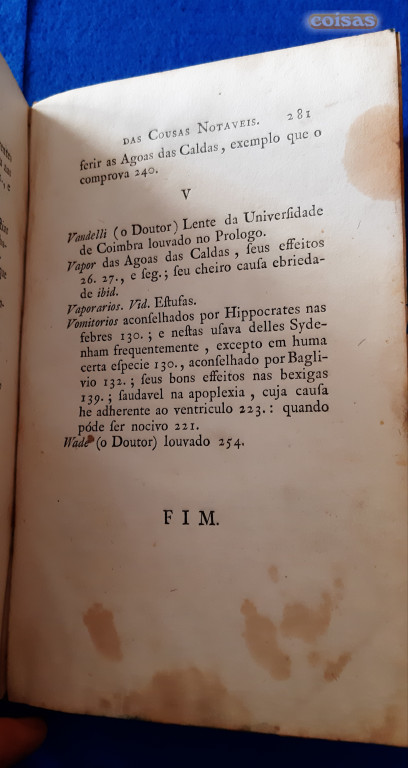 coisas
DAS COUSAS NOTAVEIS. 281
ferir as Agoas das Caldas, exemplo que o
comprova 240.
V
Vandelli (o Doutor) Lente da Univerſidade
de Coimbra louvado no Prologo.
Vapor das Agoas das Caldas, ſeus effeitos
26. 27., e ſeg.; ſeu cheiro cauſa ebrieda-
de ibid.
Vaporarios. Vid. Eſtufas.
Vomitorios aconſelhados por Hippocrates nas
febres 130.; e neſtas uſava delles Syde-
nham frequentemente, excepto em huma
certa eſpecie 130., aconſelhado por Bagli-
vio 132.; ſeus bons effeitos nas bexigas
139.; ſaudavel na apoplexia, cuja cauſa
he adherente ao ventriculo 223.: quando
póde ſer nocivo 221.
Wade (o Doutor) louvado 254.
FIM.